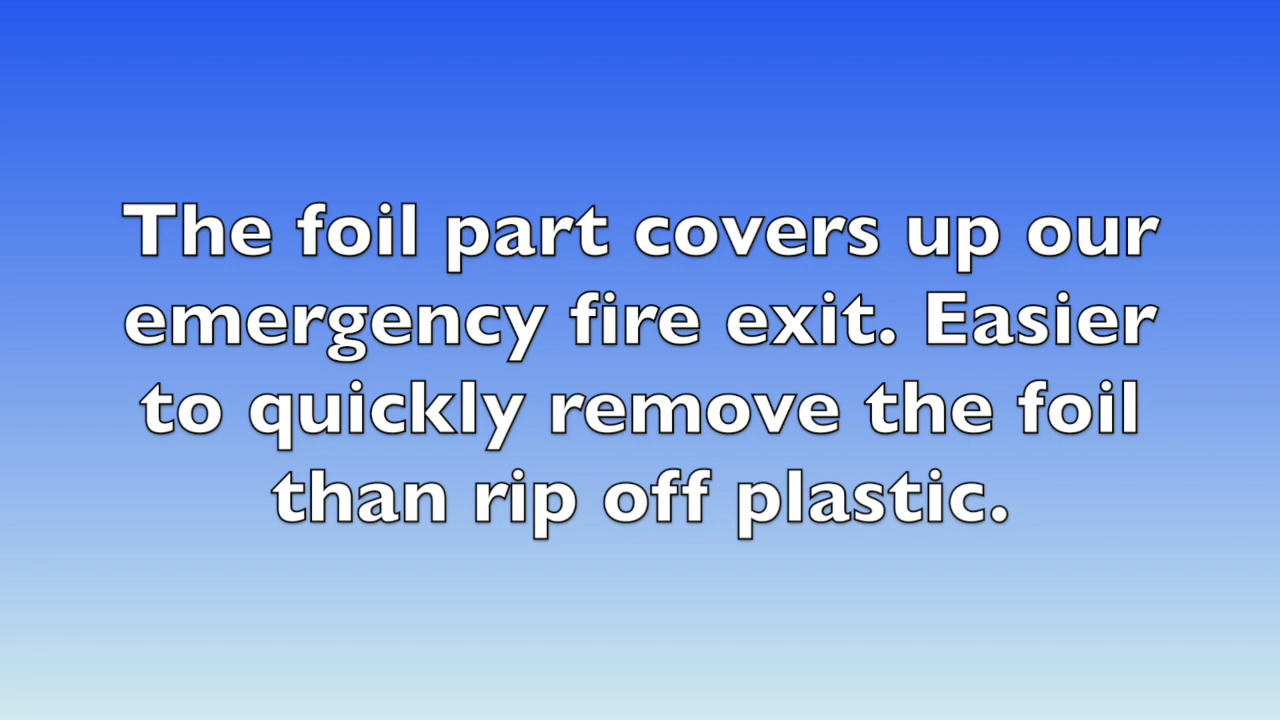 The foil part covers up our
emergency fire exit. Easier
to quickly remove the foil
than rip off plastic.